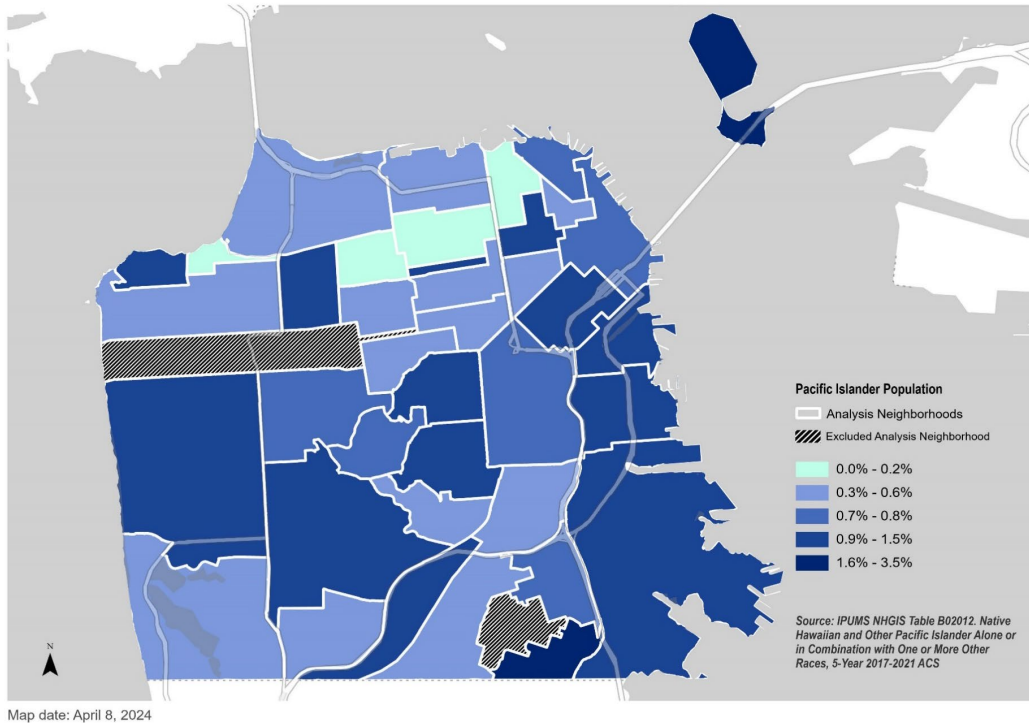 N
Pacific Islander Population
Analysis Neighborhoods
Excluded Analysis Neighborhood
0.0% - 0.2%
0.3% - 0.6%
0.7% - 0.8%
0.9% - 1.5%
1.6% - 3.5%
Source: IPUMS NHGIS Table B02012. Native
Hawaiian and Other Pacific Islander Alone or
in Combination with One or More Other
Races, 5-Year 2017-2021 ACS
Map date: April 8, 2024